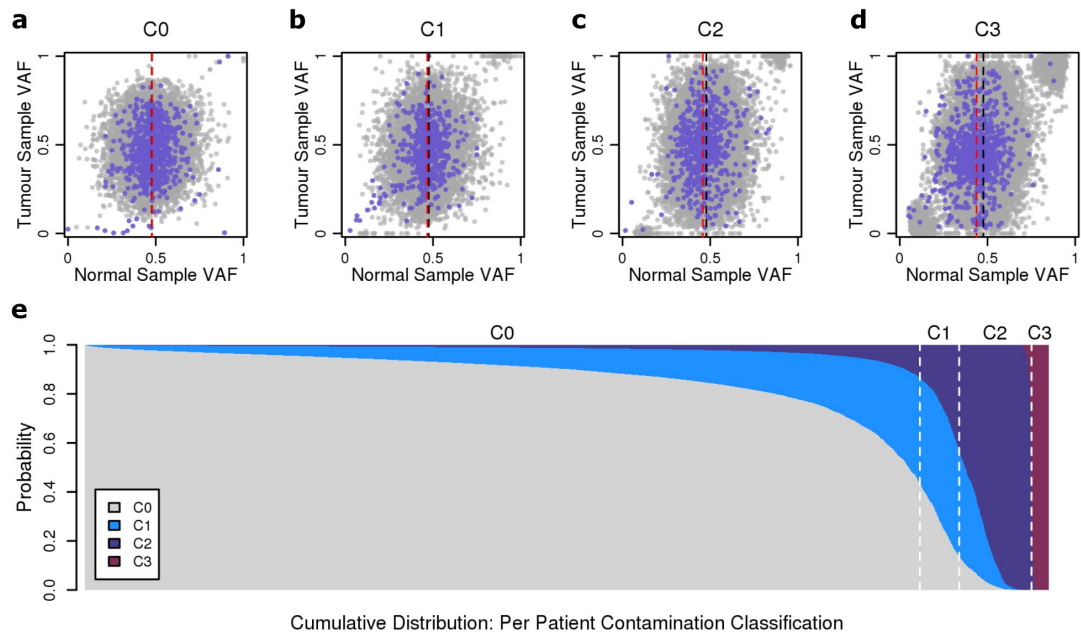 a
C0
Tumour Sample VAF
0 0.5 1
0 0.5 1
Normal Sample VAF
b
C1
Tumour Sample VAF
0 0.5 1
0 0.5 1
Normal Sample VAF
c
C2
Tumour Sample VAF
0 0.5 1
0 0.5 1
Normal Sample VAF
d
C3
Tumour Sample VAF
0 0.5 1
0 0.5 1
Normal Sample VAF
e
C0 C1 C2 C3
Probability
1.0
0.8
0.6
0.4
0.2
0.0
C0
C1
C2
C3
Cumulative Distribution: Per Patient Contamination Classification